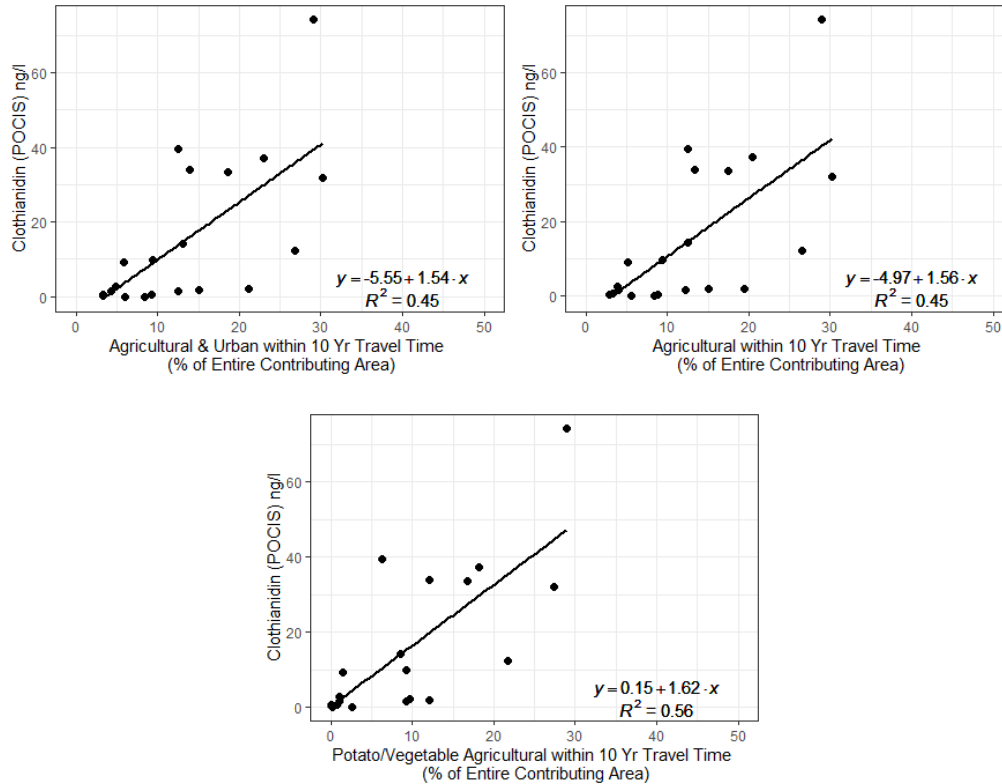 Clothianidin (POCIS) ng/l
60
40
20
0
y = -5.55 + 1.54 · x
R² = 0.45
0 10 20 30 40 50
Agricultural & Urban within 10 Yr Travel Time
(% of Entire Contributing Area)
Clothianidin (POCIS) ng/l
60
40
20
0
y = -4.97 + 1.56 · x
R² = 0.45
0 10 20 30 40 50
Agricultural within 10 Yr Travel Time
(% of Entire Contributing Area)
Clothianidin (POCIS) ng/l
60
40
20
0
y = 0.15 + 1.62 · x
R² = 0.56
0 10 20 30 40 50
Potato/Vegetable Agricultural within 10 Yr Travel Time
(% of Entire Contributing Area)